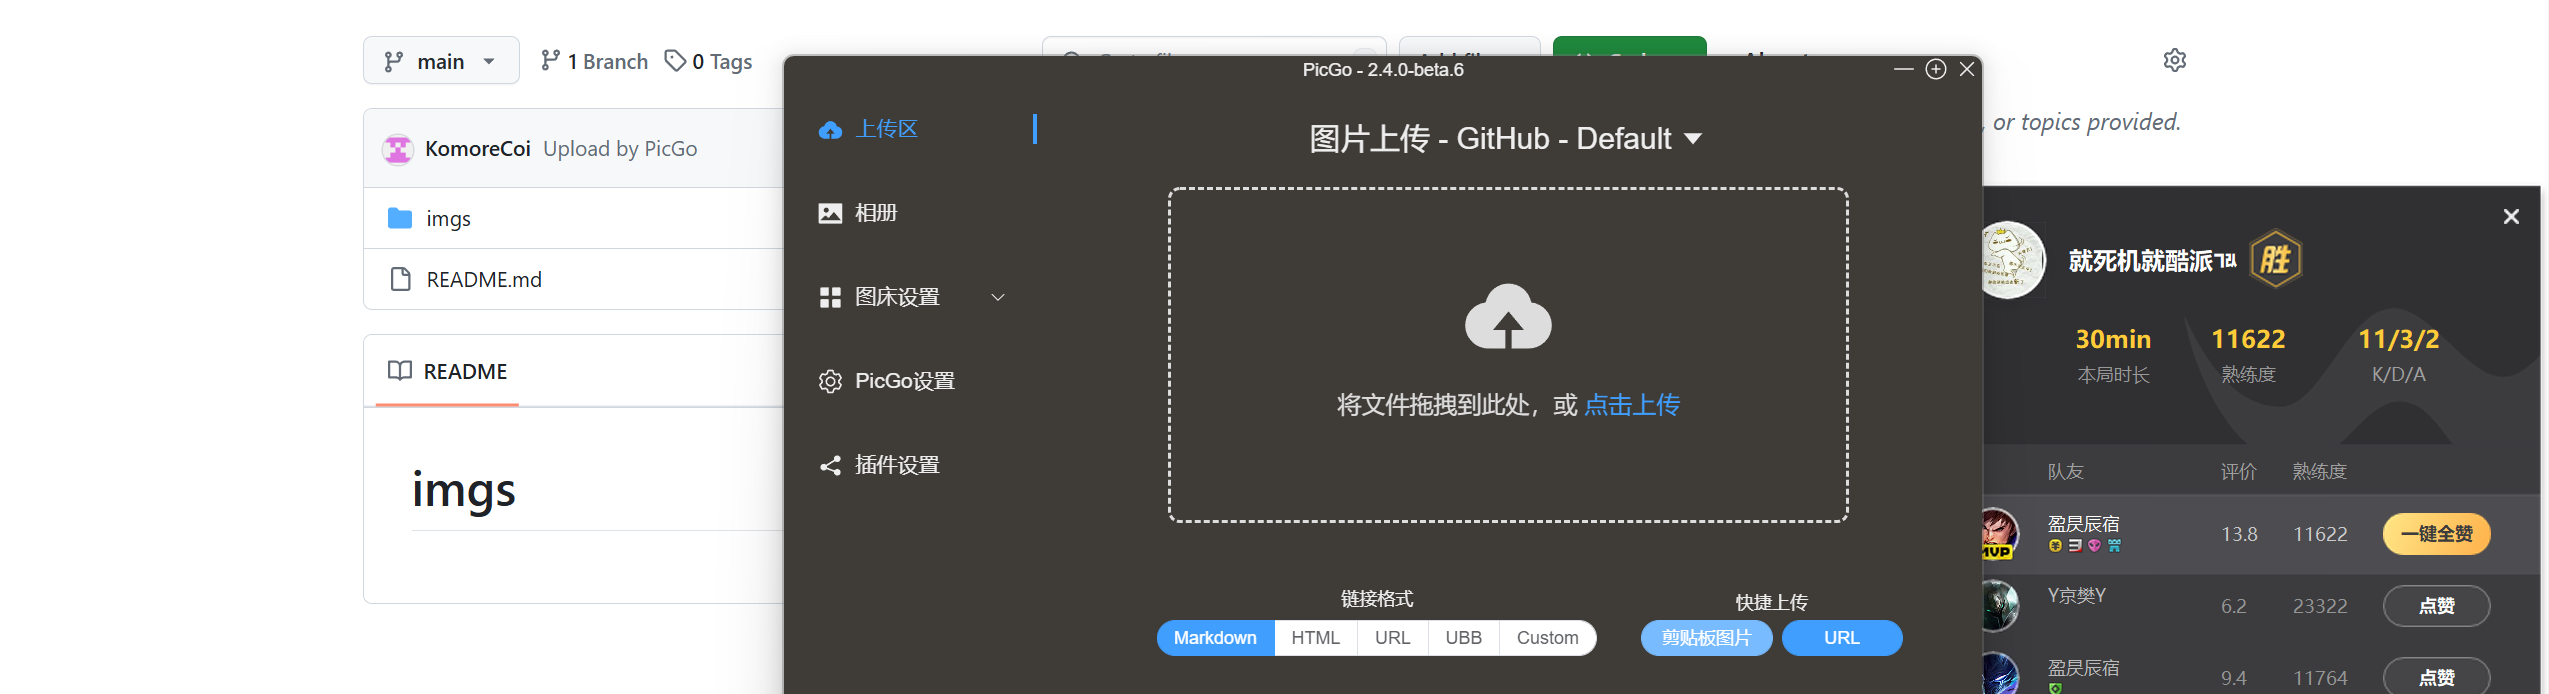 main
1 Branch
0 Tags
KomoreCoi Upload by PicGo
imgs
README.md
README
imgs
PicGo - 2.4.0-beta.6
上传区
相册
图床设置
PicGo设置
插件设置
图片上传 - GitHub - Default
将文件拖拽到此处，或 点击上传
链接格式
Markdown HTML URL UBB Custom
快捷上传
剪贴板图片 URL
or topics provided.
就死机就酷派
胜
30min 11622 11/3/2
本局时长 熟练度 K/D/A
队友 评价 熟练度
盈昃辰宿 13.8 11622 一键全赞
MVP
Y京樊Y 6.2 23322 点赞
盈昃辰宿 9.4 11764 点赞